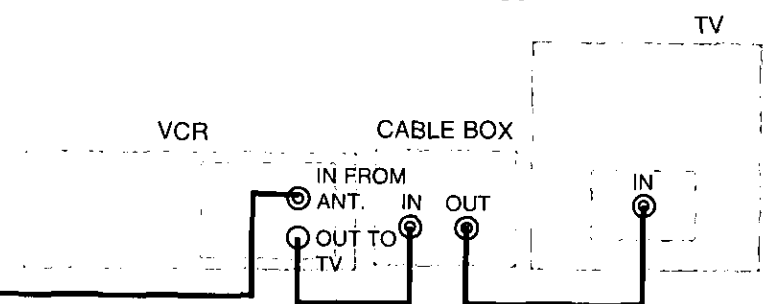 TV
VCR
CABLE BOX
IN FROM
ANT.
IN
OUT
IN
OUT TO
TV